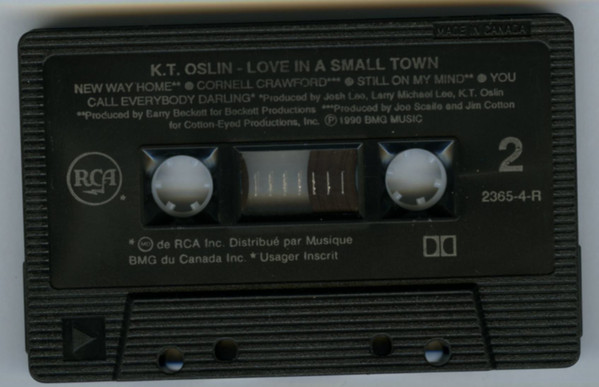 MADE IN CANADA
K.T. OSLIN - LOVE IN A SMALL TOWN
NEW WAY HOME** ● CORNELL CRAWFORD*** ● STILL ON MY MIND** ● YOU
CALL EVERYBODY DARLING* *Produced by Josh Leo, Larry Michael Lee, K.T. Oslin
**Produced by Barry Beckett for Beckett Productions ***Produced by Joe Scaife and Jim Cotton
for Cotton-Eyed Productions, Inc. ℗ 1990 BMG MUSIC
2
RCA
2365-4-R
* MD de RCA Inc. Distribué par Musique
BMG du Canada Inc. * Usager Inscrit